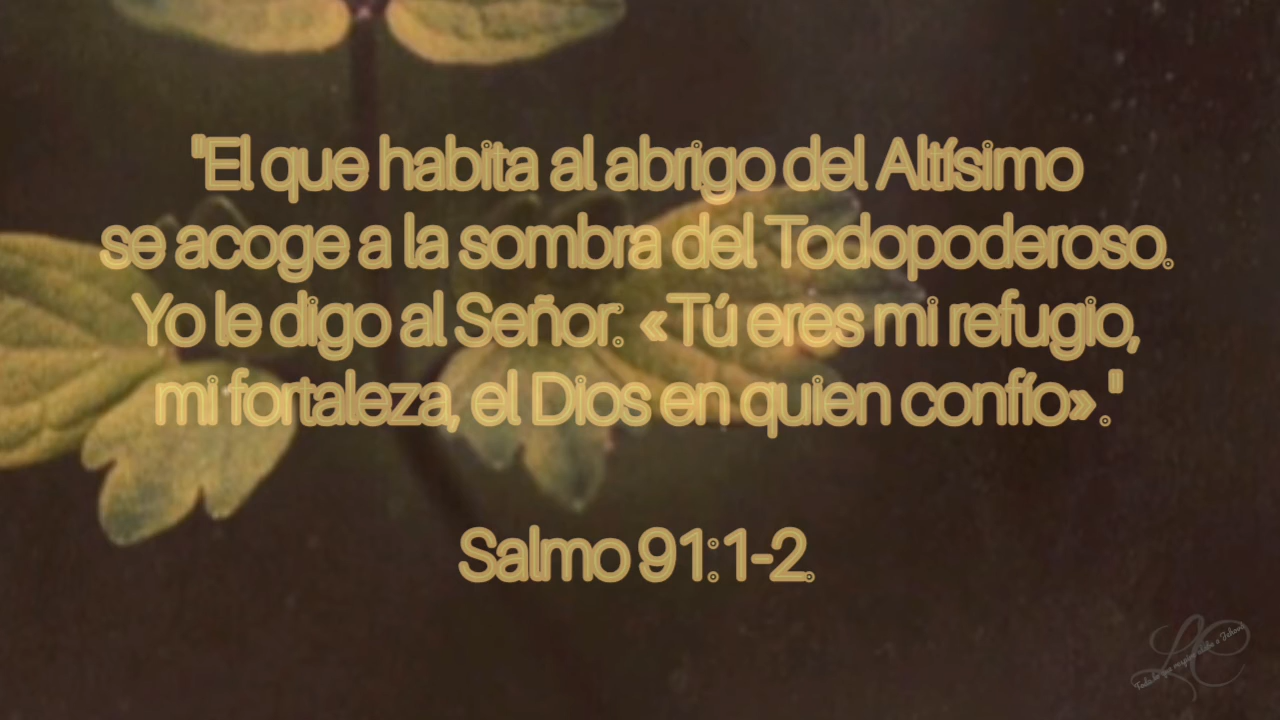 "El que habita al abrigo del Altísimo
se acoge a la sombra del Todopoderoso.
Yo le digo al Señor: «Tú eres mi refugio,
mi fortaleza, el Dios en quien confío»."
Salmo 91:1-2.
LC